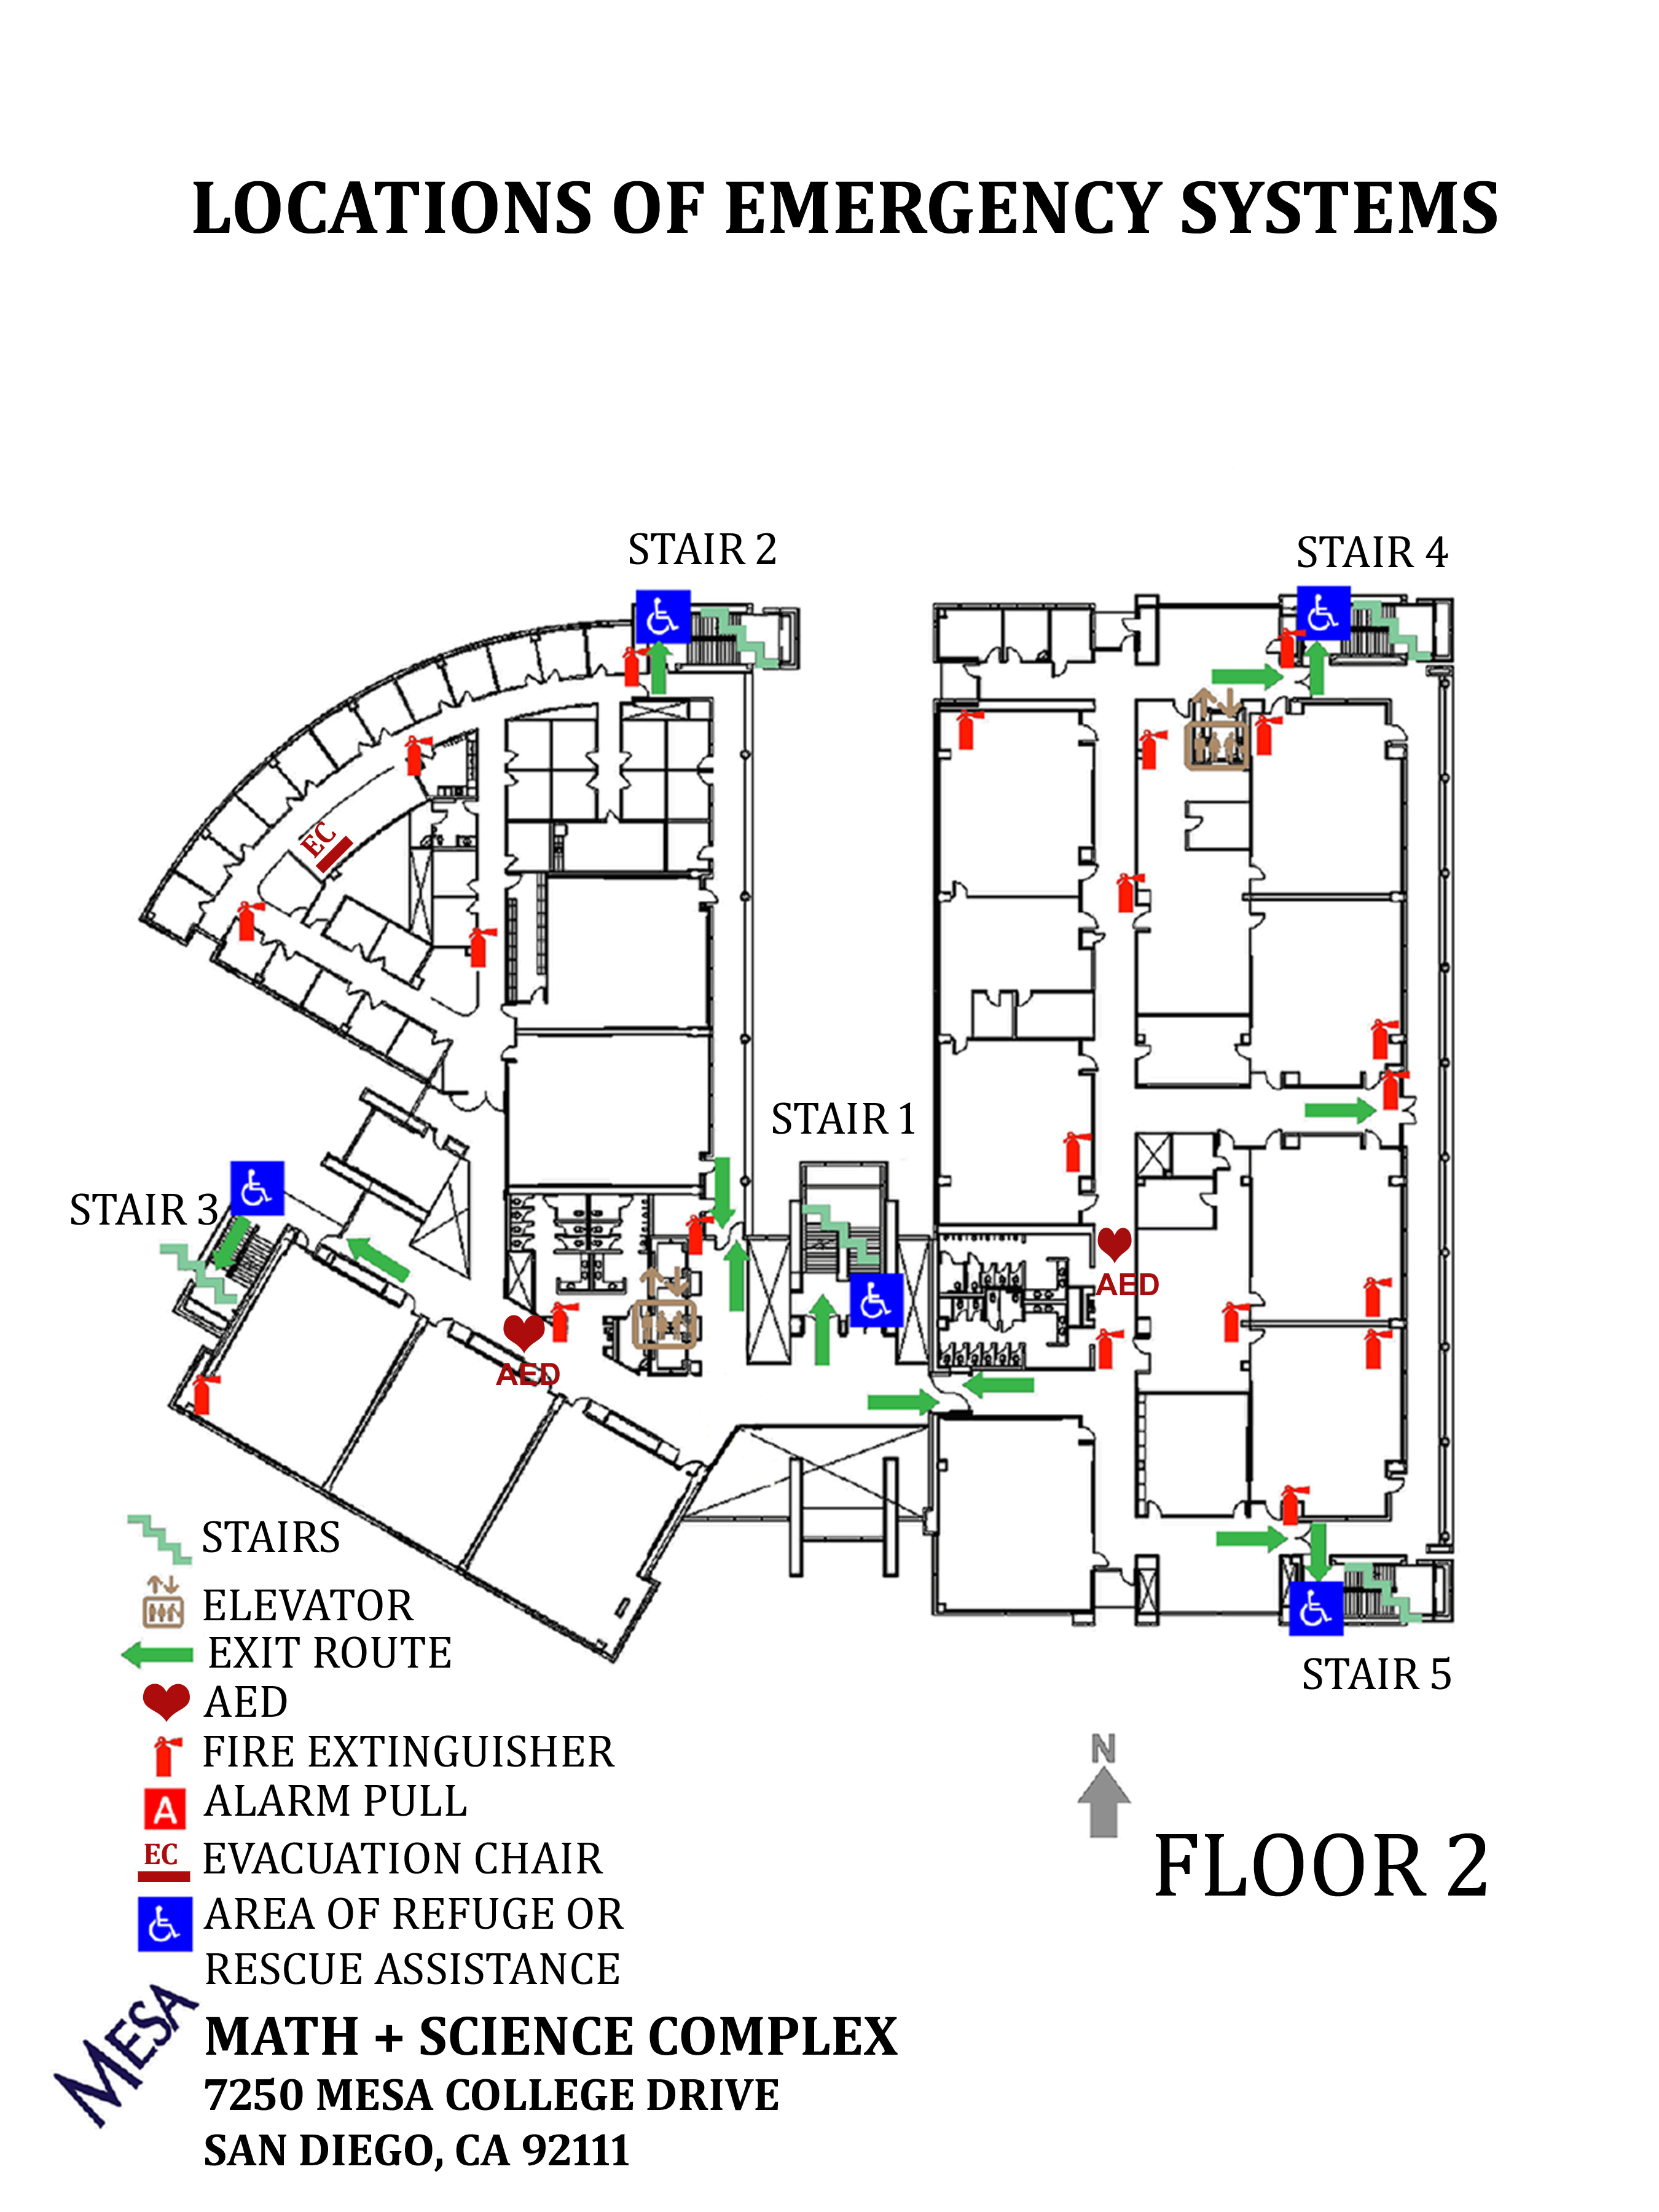 LOCATIONS OF EMERGENCY SYSTEMS
STAIR 2
STAIR 4
EC
STAIR 1
STAIR 3
AED
AED
STAIRS
ELEVATOR
EXIT ROUTE
AED
FIRE EXTINGUISHER
A ALARM PULL
EC EVACUATION CHAIR
AREA OF REFUGE OR
RESCUE ASSISTANCE
STAIR 5
N
FLOOR 2
MESA
MATH + SCIENCE COMPLEX
7250 MESA COLLEGE DRIVE
SAN DIEGO, CA 92111